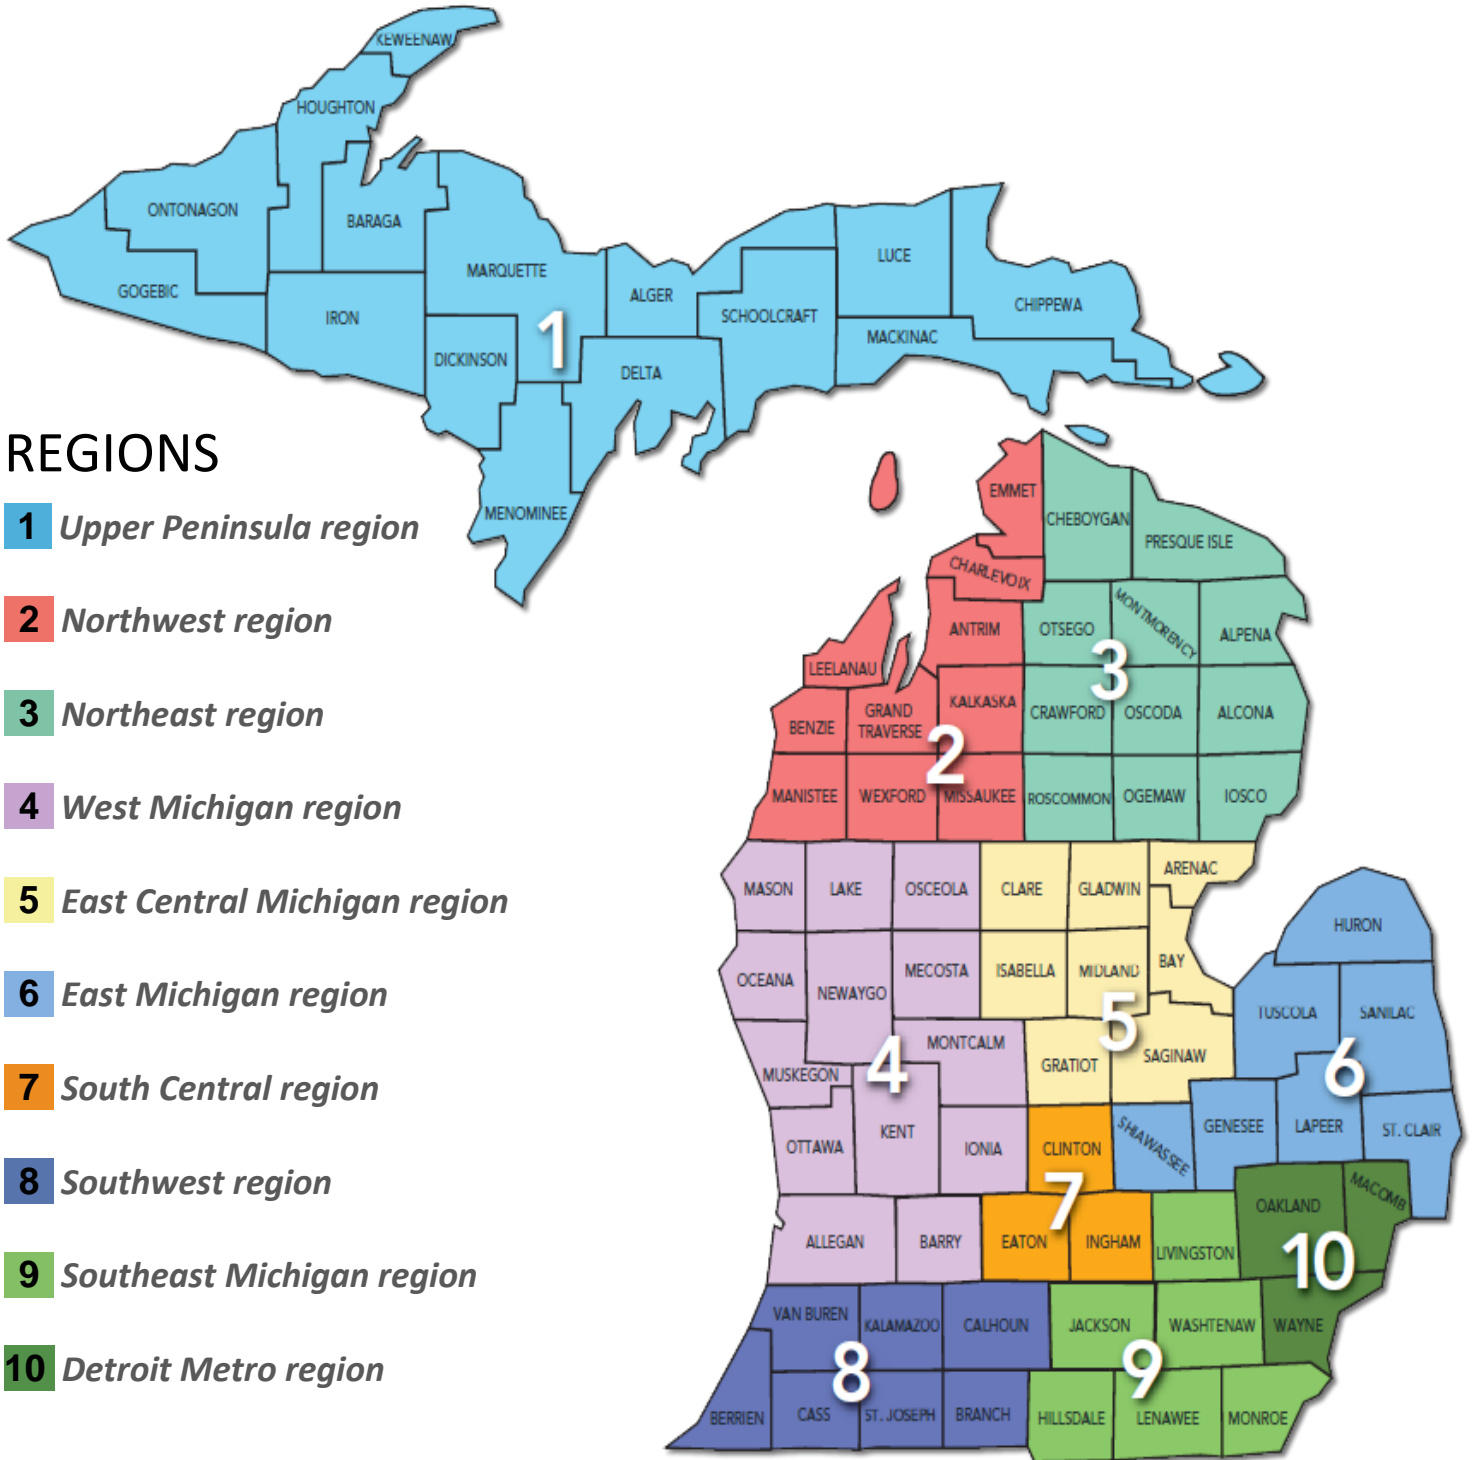 KEWEENAW
HOUGHTON
ONTONAGON
BARAGA
GOGEBIC
MARQUETTE
IRON
DICKINSON
1
ALGER
SCHOOLCRAFT
LUCE
CHIPPEWA
MACKINAC
DELTA
MENOMINEE
REGIONS
1 Upper Peninsula region
2 Northwest region
3 Northeast region
4 West Michigan region
5 East Central Michigan region
6 East Michigan region
7 South Central region
8 Southwest region
9 Southeast Michigan region
10 Detroit Metro region
EMMET
CHEBOYGAN
PRESQUE ISLE
CHARLEVOIX
ANTRIM
OTSEGO
MONTMORENCY
ALPENA
LEELANAU
3
BENZIE
GRAND
TRAVERSE
KALKASKA
CRAWFORD
OSCODA
ALCONA
2
MANISTEE
WEXFORD
MISSAUKEE
ROSCOMMON
OGEMAW
IOSCO
MASON
LAKE
OSCEOLA
CLARE
GLADWIN
ARENAC
HURON
OCEANA
NEWAYGO
MECOSTA
ISABELLA
MIDLAND
BAY
5
TUSCOLA
SANILAC
MUSKEGON
4
MONTCALM
GRATIOT
SAGINAW
6
OTTAWA
KENT
IONIA
CLINTON
SHIAWASSEE
GENESEE
LAPEER
ST. CLAIR
7
ALLEGAN
BARRY
EATON
INGHAM
LIVINGSTON
OAKLAND
MACOMB
10
VAN BUREN
KALAMAZOO
CALHOUN
JACKSON
WASHTENAW
WAYNE
8
9
BERRIEN
CASS
ST. JOSEPH
BRANCH
HILLSDALE
LENAWEE
MONROE